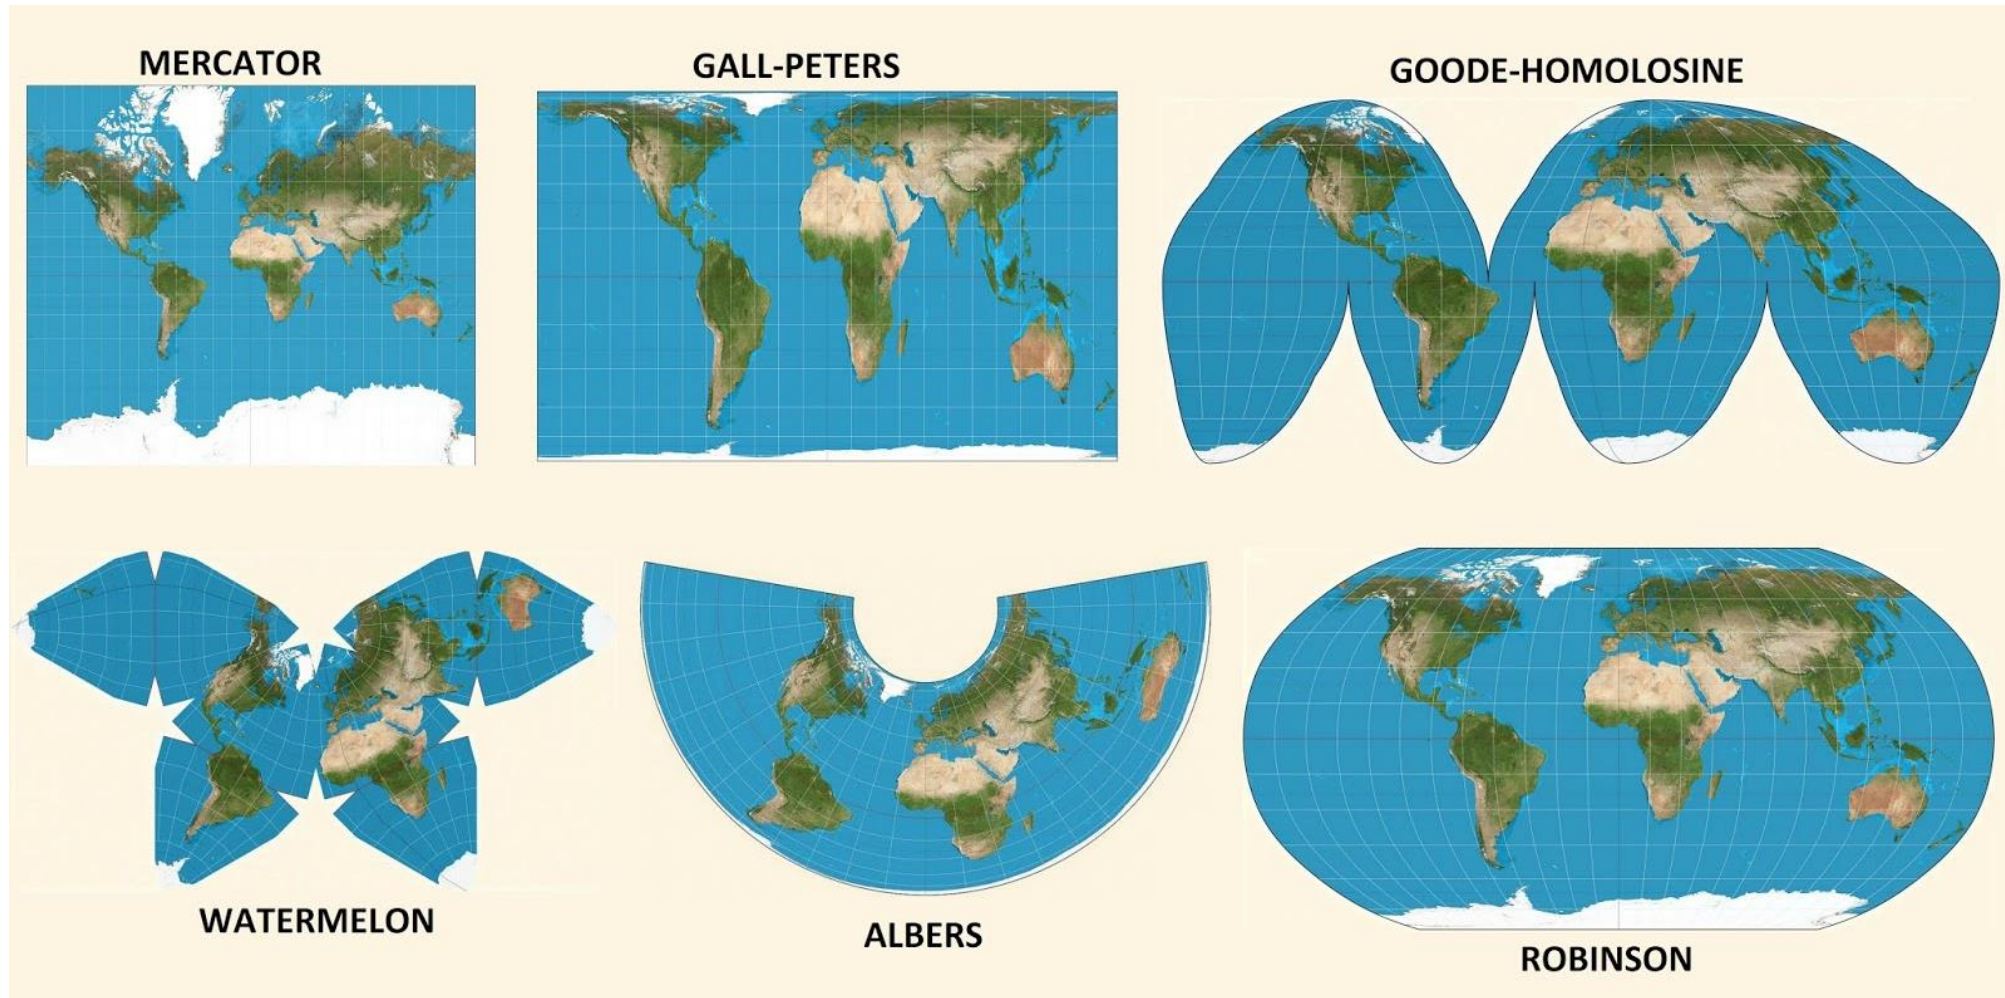 MERCATOR
GALL-PETERS
GOODE-HOMOLOSINE
WATERMELON
ALBERS
ROBINSON